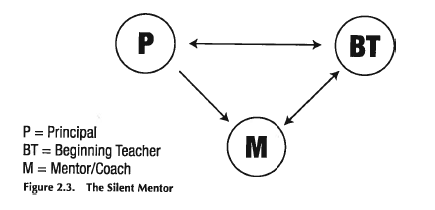 P
BT
M
P = Principal
BT = Beginning Teacher
M = Mentor/Coach
Figure 2.3. The Silent Mentor